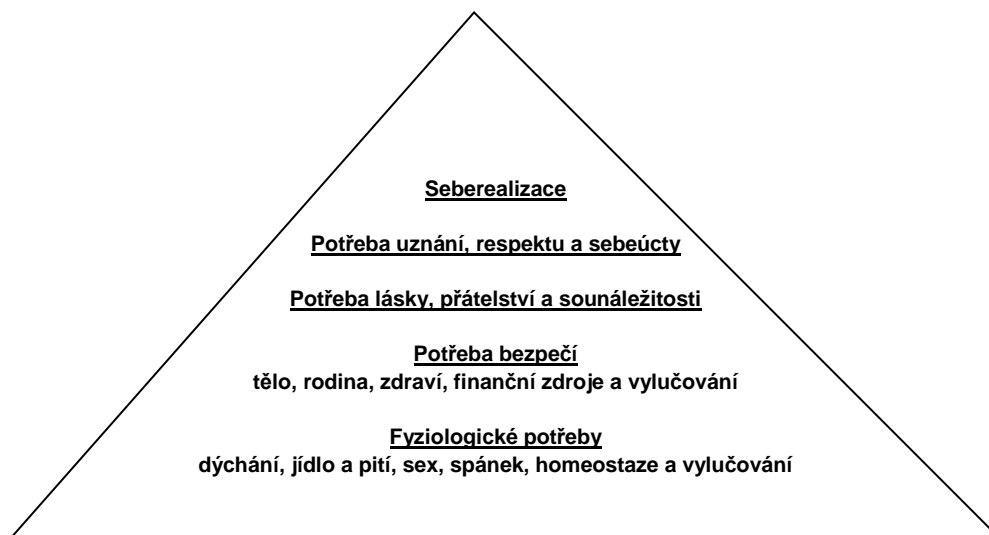 Seberealizace
Potřeba uznání, respektu a sebeúcty
Potřeba lásky, přátelství a sounáležitosti
Potřeba bezpečí
tělo, rodina, zdraví, finanční zdroje a vylučování
Fyziologické potřeby
dýchání, jídlo a pití, sex, spánek, homeostaze a vylučování